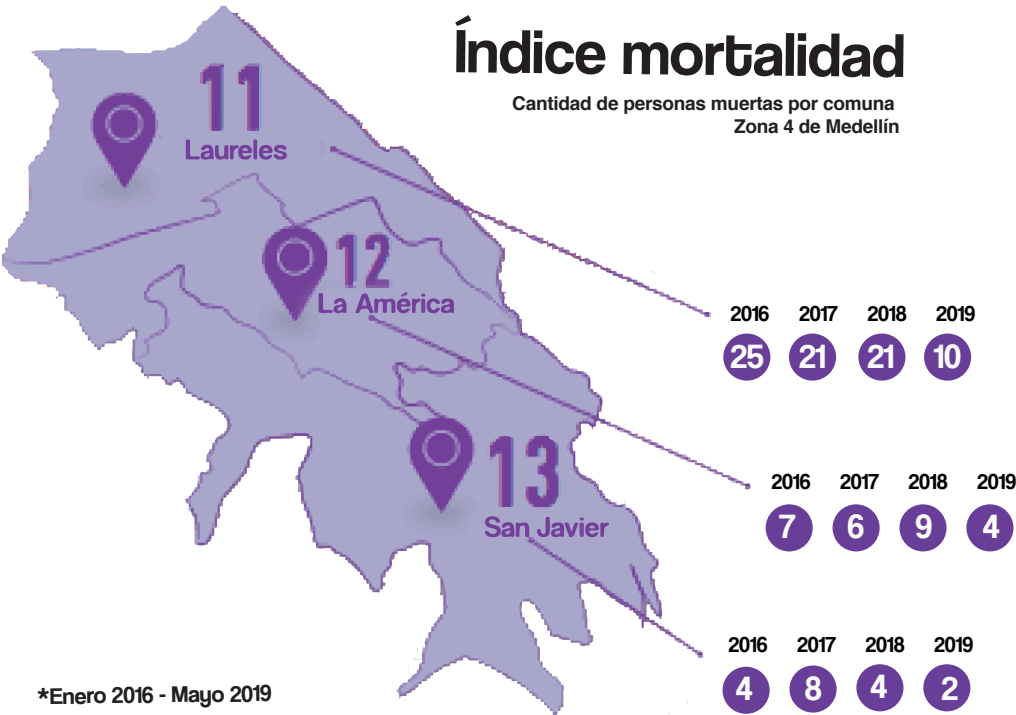 Índice mortalidad
Cantidad de personas muertas por comuna
Zona 4 de Medellín
11
Laureles
12
La América
13
San Javier
2016 2017 2018 2019
25 21 21 10
2016 2017 2018 2019
7 6 9 4
2016 2017 2018 2019
4 8 4 2
*Enero 2016 - Mayo 2019